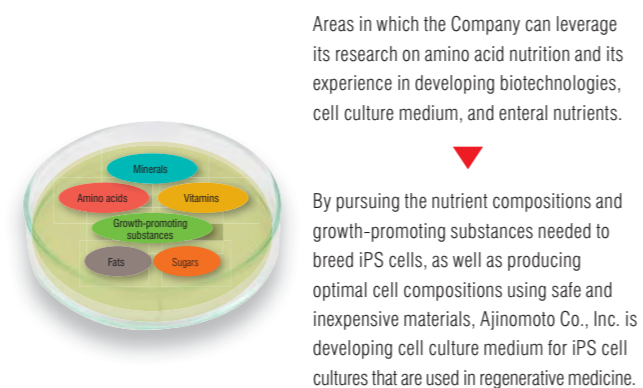 Areas in which the Company can leverage
its research on amino acid nutrition and its
experience in developing biotechnologies,
cell culture medium, and enteral nutrients.
Minerals
Amino acids
Vitamins
Growth-promoting
substances
Fats
Sugars
By pursuing the nutrient compositions and
growth-promoting substances needed to
breed iPS cells, as well as producing
optimal cell compositions using safe and
inexpensive materials, Ajinomoto Co., Inc. is
developing cell culture medium for iPS cell
cultures that are used in regenerative medicine.